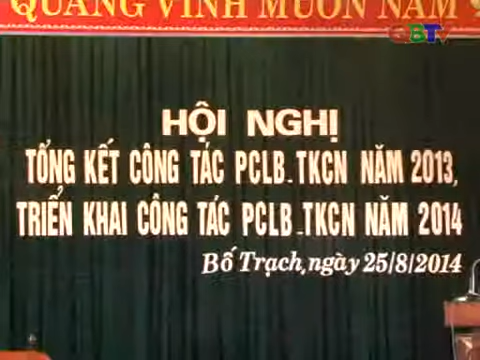 QUANG VINH MUÔN NĂM
QBTV
HỘI NGHỊ
TỔNG KẾT CÔNG TÁC PCLB-TKCN NĂM 2013,
TRIỂN KHAI CÔNG TÁC PCLB-TKCN NĂM 2014
Bố Trạch, ngày 25/8/2014